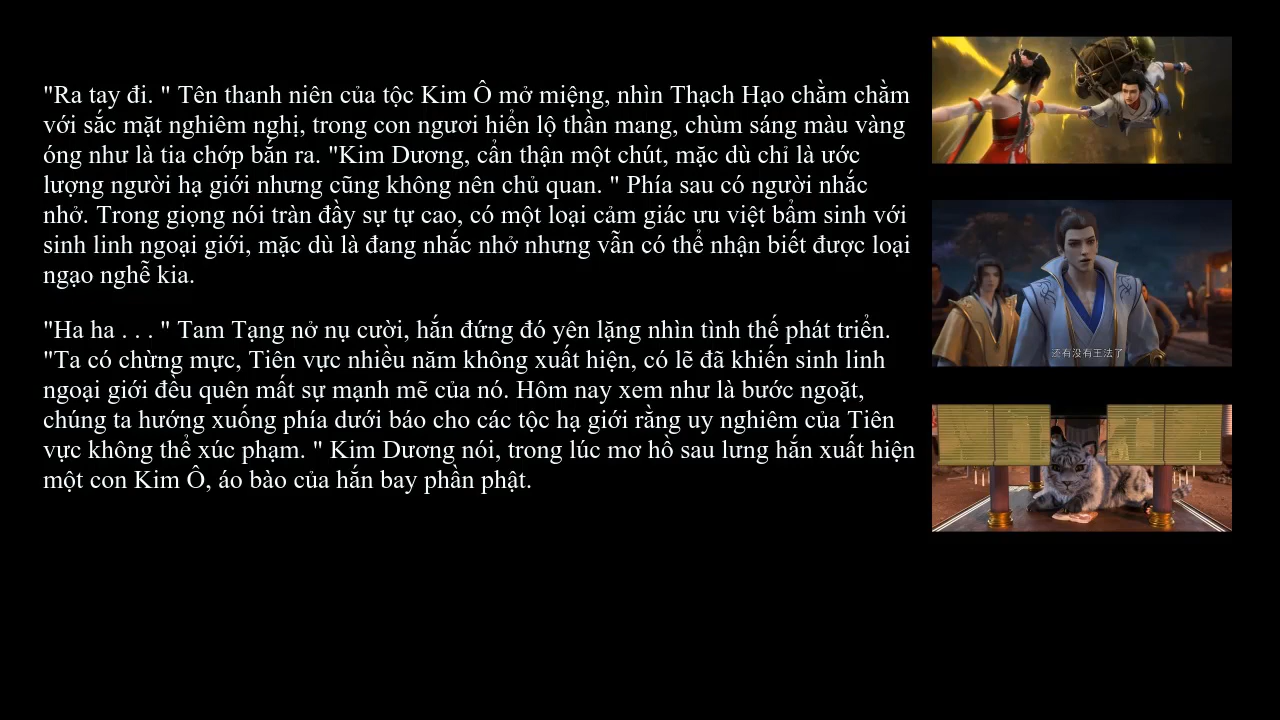 "Ra tay đi. " Tên thanh niên của tộc Kim Ô mở miệng, nhìn Thạch Hạo chằm chằm
với sắc mặt nghiêm nghị, trong con ngươi hiển lộ thần mang, chùm sáng màu vàng
óng như là tia chớp bắn ra. "Kim Dương, cẩn thận một chút, mặc dù chỉ là ước
lượng người hạ giới nhưng cũng không nên chủ quan. " Phía sau có người nhắc
nhở. Trong giọng nói tràn đầy sự tự cao, có một loại cảm giác ưu việt bẩm sinh với
sinh linh ngoại giới, mặc dù là đang nhắc nhở nhưng vẫn có thể nhận biết được loại
ngạo nghễ kia.
"Ha ha . . . " Tam Tạng nở nụ cười, hắn đứng đó yên lặng nhìn tình thế phát triển.
"Ta có chừng mực, Tiên vực nhiều năm không xuất hiện, có lẽ đã khiến sinh linh
ngoại giới đều quên mất sự mạnh mẽ của nó. Hôm nay xem như là bước ngoặt,
chúng ta hướng xuống phía dưới báo cho các tộc hạ giới rằng uy nghiêm của Tiên
vực không thể xúc phạm. " Kim Dương nói, trong lúc mơ hồ sau lưng hắn xuất hiện
một con Kim Ô, áo bào của hắn bay phần phật.
还有没有王法了